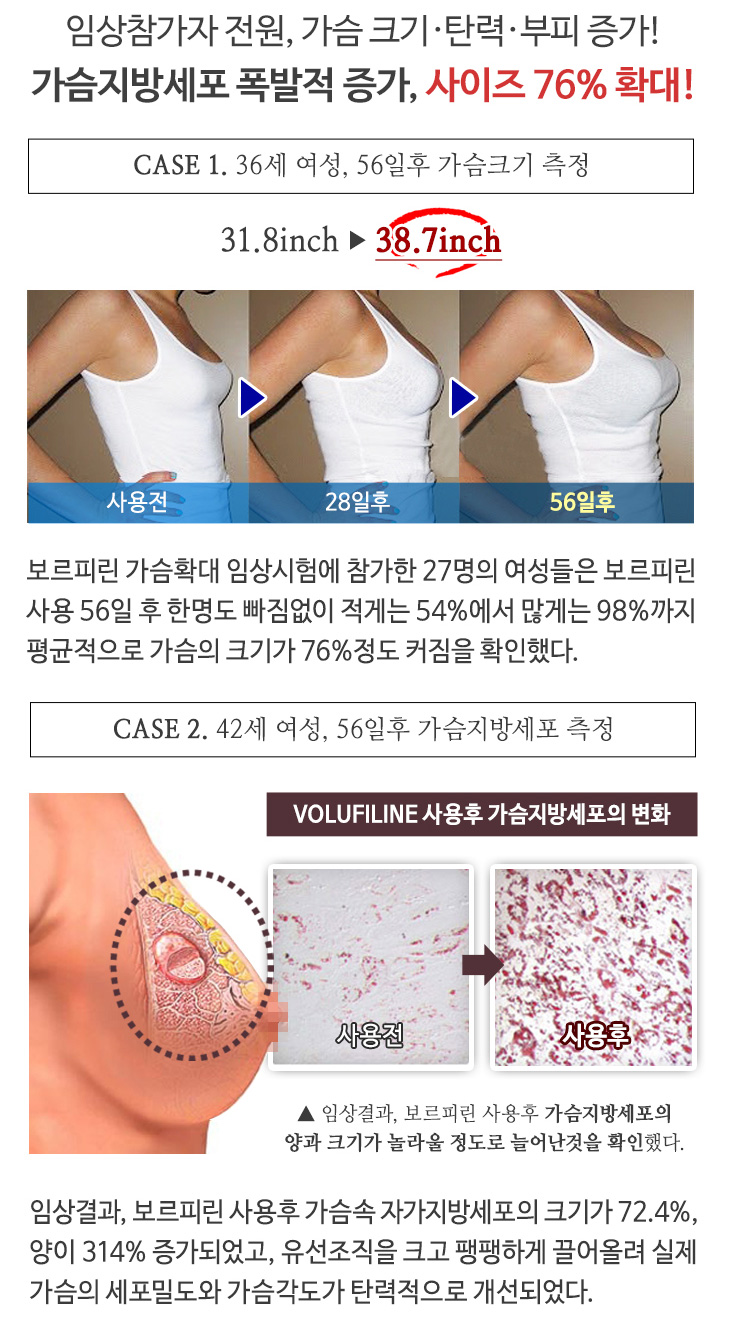 임상참가자 전원, 가슴 크기·탄력·부피 증가!
가슴지방세포 폭발적 증가, 사이즈 76% 확대!
CASE 1. 36세 여성, 56일후 가슴크기 측정
31.8inch ▶ 38.7inch
사용전 28일후 56일후
보르피린 가슴확대 임상시험에 참가한 27명의 여성들은 보르피린
사용 56일 후 한명도 빠짐없이 적게는 54%에서 많게는 98%까지
평균적으로 가슴의 크기가 76%정도 커짐을 확인했다.
CASE 2. 42세 여성, 56일후 가슴지방세포 측정
VOLUFILINE 사용후 가슴지방세포의 변화
사용전 사용후
▲ 임상결과, 보르피린 사용후 가슴지방세포의
양과 크기가 놀라울 정도로 늘어난것을 확인했다.
임상결과, 보르피린 사용후 가슴속 자가지방세포의 크기가 72.4%,
양이 314% 증가되었고, 유선조직을 크고 팽팽하게 끌어올려 실제
가슴의 세포밀도와 가슴각도가 탄력적으로 개선되었다.